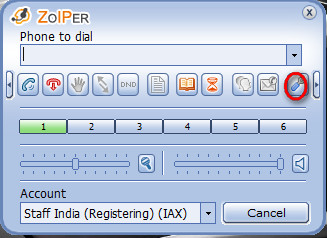 ZoIPer
Phone to dial
DND
1 2 3 4 5 6
Account
Staff India (Registering) (IAX) Cancel